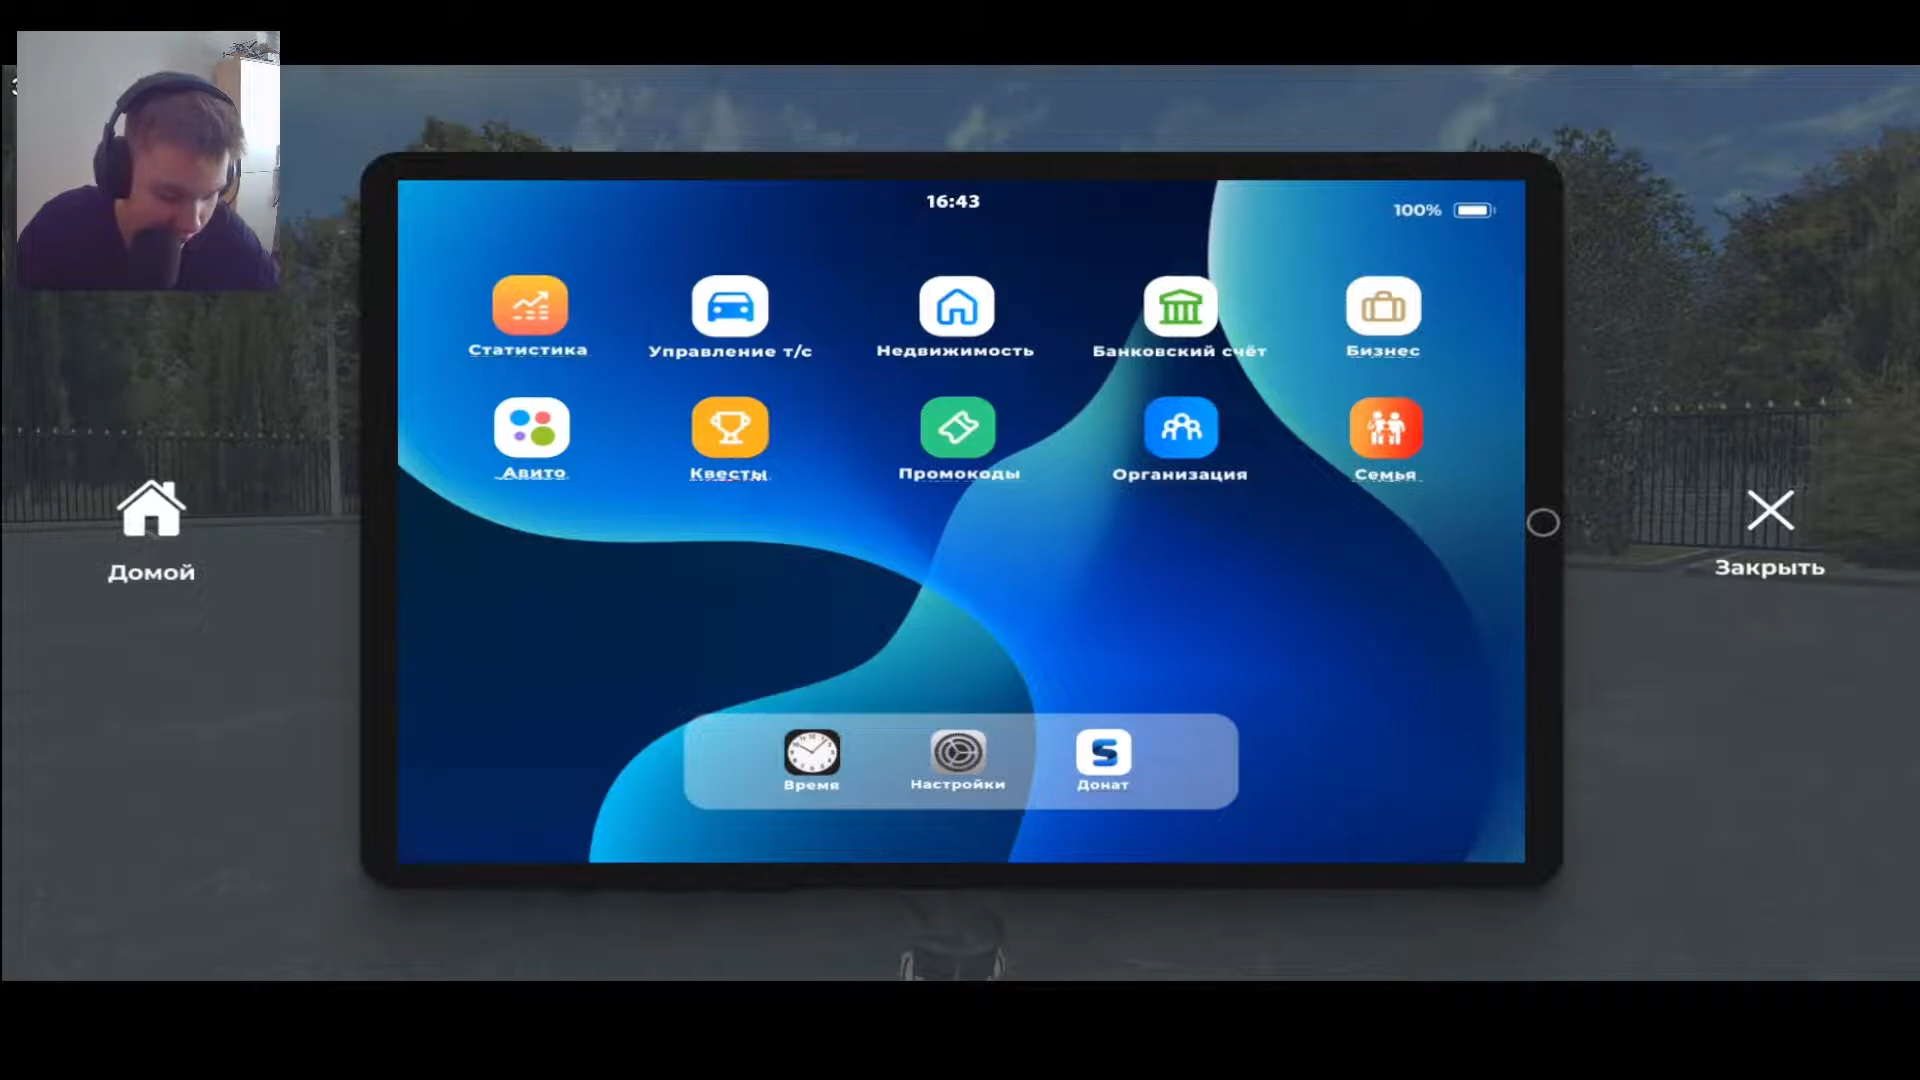 16:43
100%
Статистика
Управление т/с
Недвижимость
Банковский счёт
Бизнес
Авито
Квесты
Промокоды
Организация
Семья
Домой
Закрыть
Время
Настройки
Донат